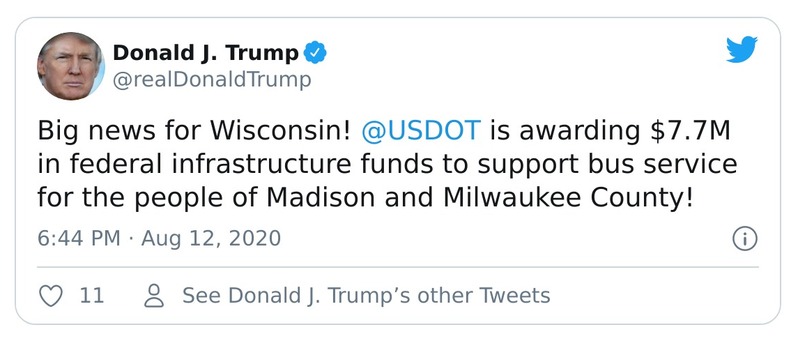 Donald J. Trump
@realDonaldTrump
Big news for Wisconsin! @USDOT is awarding $7.7M
in federal infrastructure funds to support bus service
for the people of Madison and Milwaukee County!
6:44 PM · Aug 12, 2020
11 See Donald J. Trump’s other Tweets